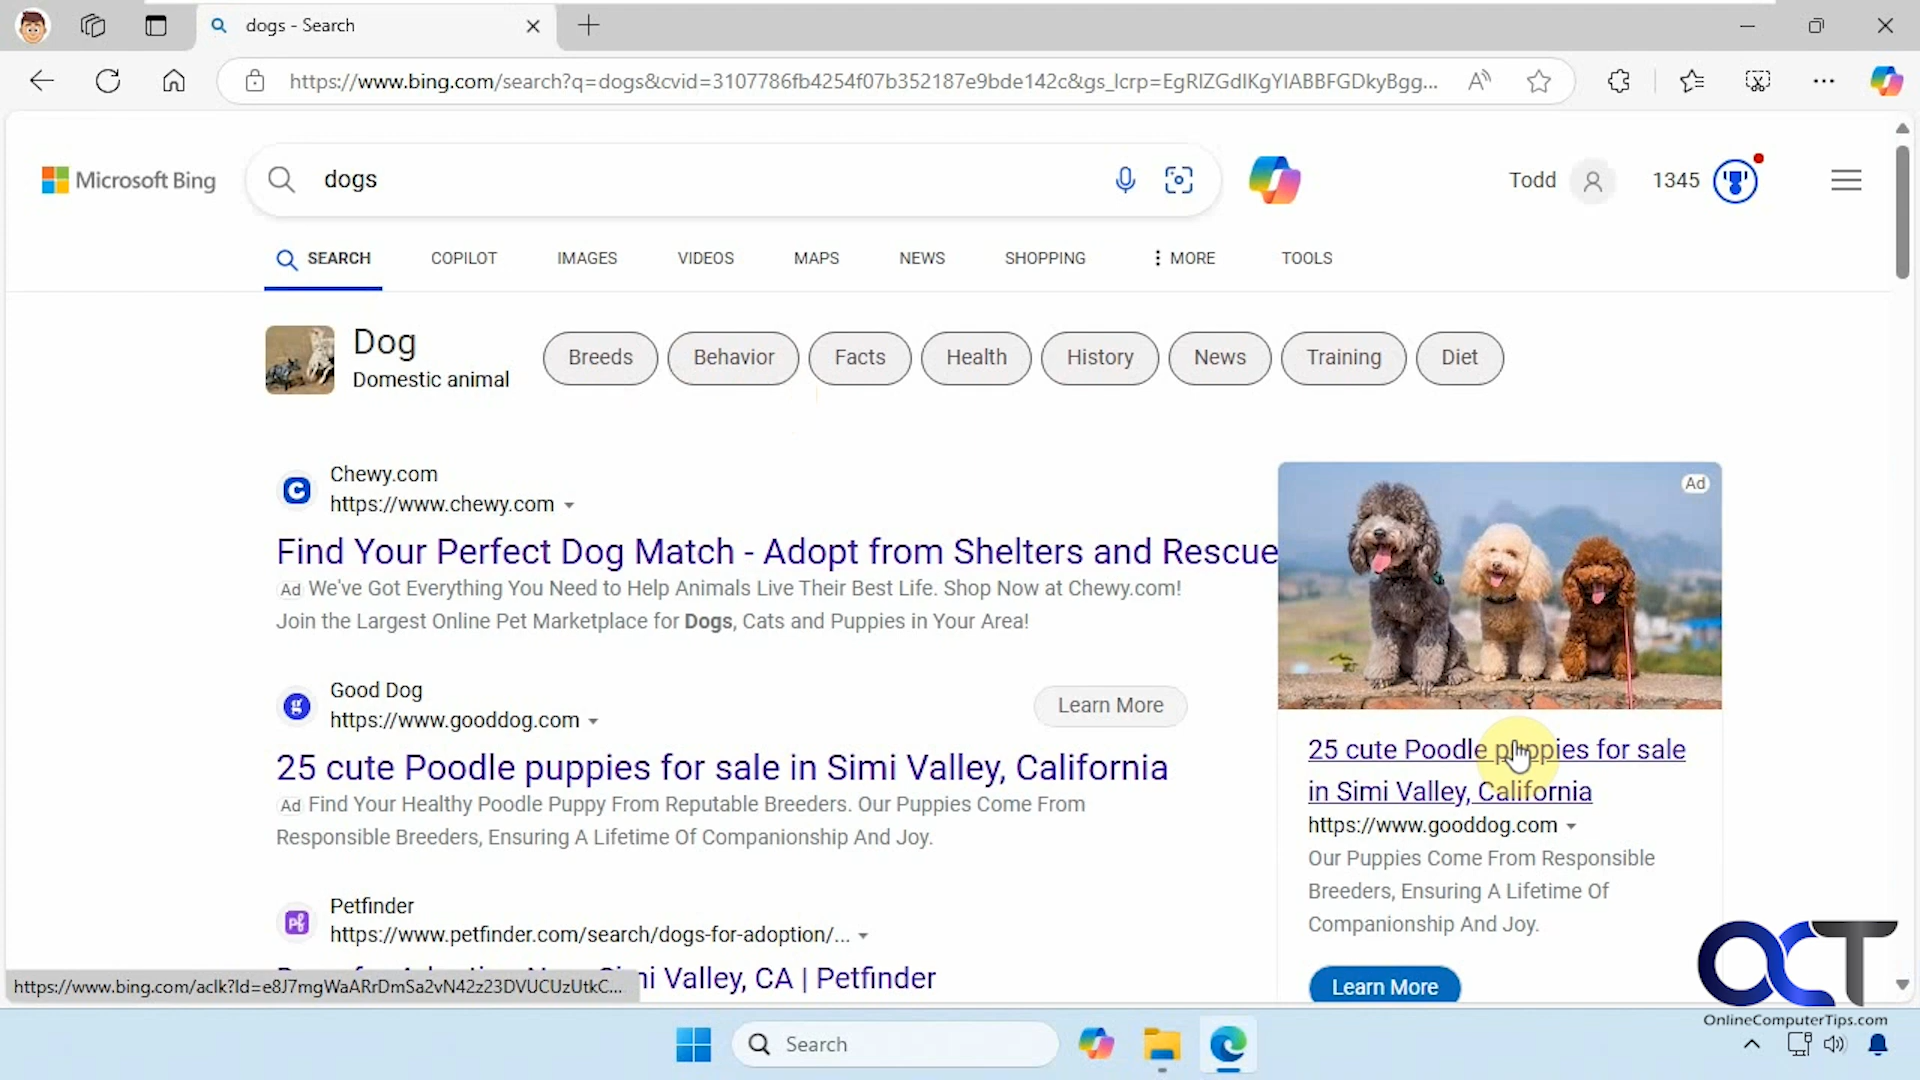 dogs - Search
https://www.bing.com/search?q=dogs&cvid=3107786fb4254f07b352187e9bde142c&gs_lcrp=EgRlZGdlKgYIABBFGDkyBgg...
Microsoft Bing
dogs
Todd
1345
SEARCH
COPILOT
IMAGES
VIDEOS
MAPS
NEWS
SHOPPING
MORE
TOOLS
Dog
Domestic animal
Breeds
Behavior
Facts
Health
History
News
Training
Diet
Chewy.com
https://www.chewy.com
Find Your Perfect Dog Match - Adopt from Shelters and Rescue
Ad We've Got Everything You Need to Help Animals Live Their Best Life. Shop Now at Chewy.com!
Join the Largest Online Pet Marketplace for Dogs, Cats and Puppies in Your Area!
Good Dog
https://www.gooddog.com
Learn More
25 cute Poodle puppies for sale in Simi Valley, California
Ad Find Your Healthy Poodle Puppy From Reputable Breeders. Our Puppies Come From
Responsible Breeders, Ensuring A Lifetime Of Companionship And Joy.
Petfinder
https://www.petfinder.com/search/dogs-for-adoption/...
Valley, CA | Petfinder
https://www.bing.com/aclk?ld=e8J7mgWaARrDmSa2vN42z23DVUCUzUtkC...
Ad
25 cute Poodle puppies for sale
in Simi Valley, California
https://www.gooddog.com
Our Puppies Come From Responsible
Breeders, Ensuring A Lifetime Of
Companionship And Joy.
Learn More
OCT
OnlineComputerTips.com
Search